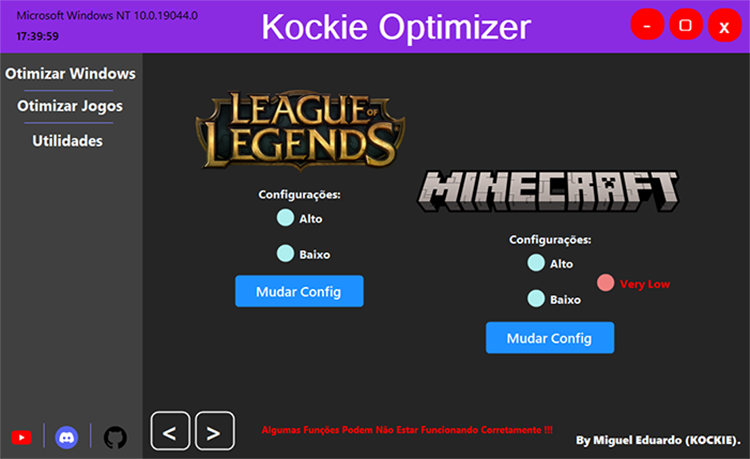 Microsoft Windows NT 10.0.19044.0
17:39:59
Kockie Optimizer
-
x
Otimizar Windows
Otimizar Jogos
Utilidades
LEAGUE OF
LEGENDS
Configurações:
Alto
Baixo
Mudar Config
MINECRAFT
Configurações:
Alto
Very Low
Baixo
Mudar Config
< >
Algumas Funções Podem Não Estar Funcionando Corretamente !!!
By Miguel Eduardo (KOCKIE).